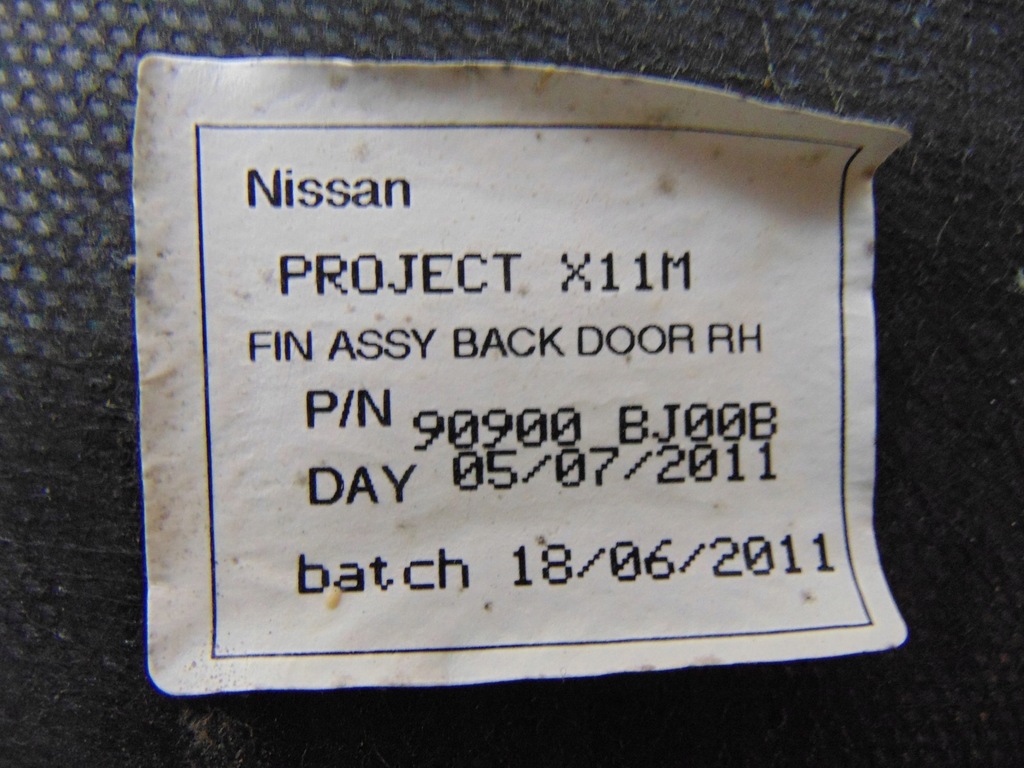 Nissan
PROJECT X11M
FIN ASSY BACK DOOR RH
P/N 90900 BJ00B
DAY 05/07/2011
batch 18/06/2011